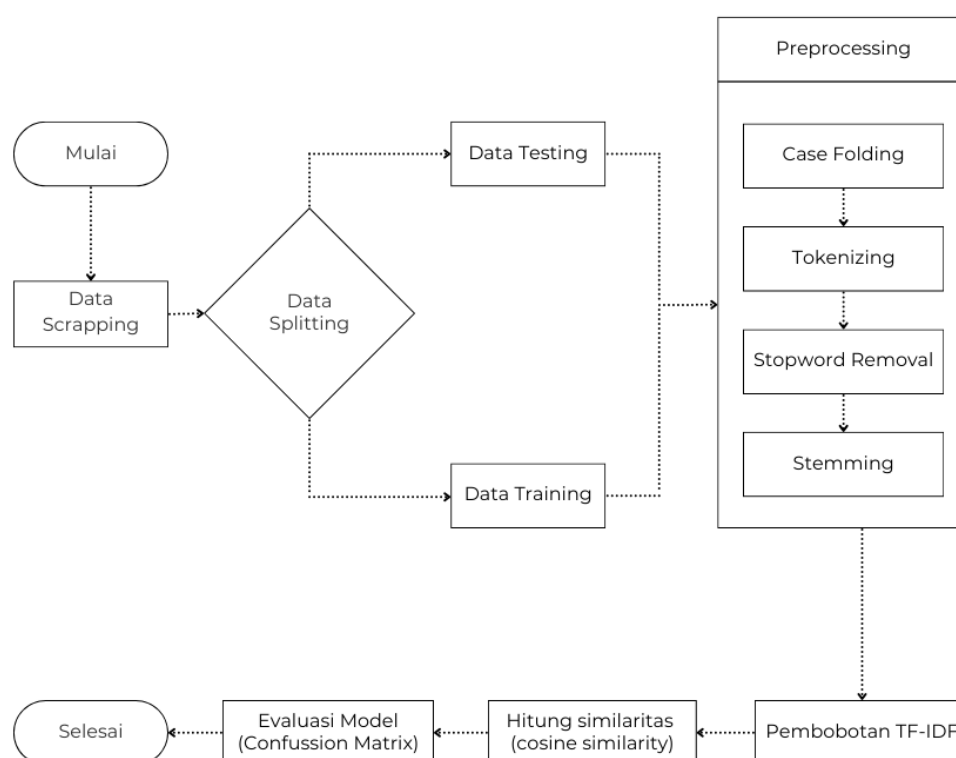 Mulai
Data
Scrapping
Data
Splitting
Data Testing
Data Training
Preprocessing
Case Folding
Tokenizing
Stopword Removal
Stemming
Pembobotan TF-IDF
Hitung similaritas
(cosine similarity)
Evaluasi Model
(Confussion Matrix)
Selesai